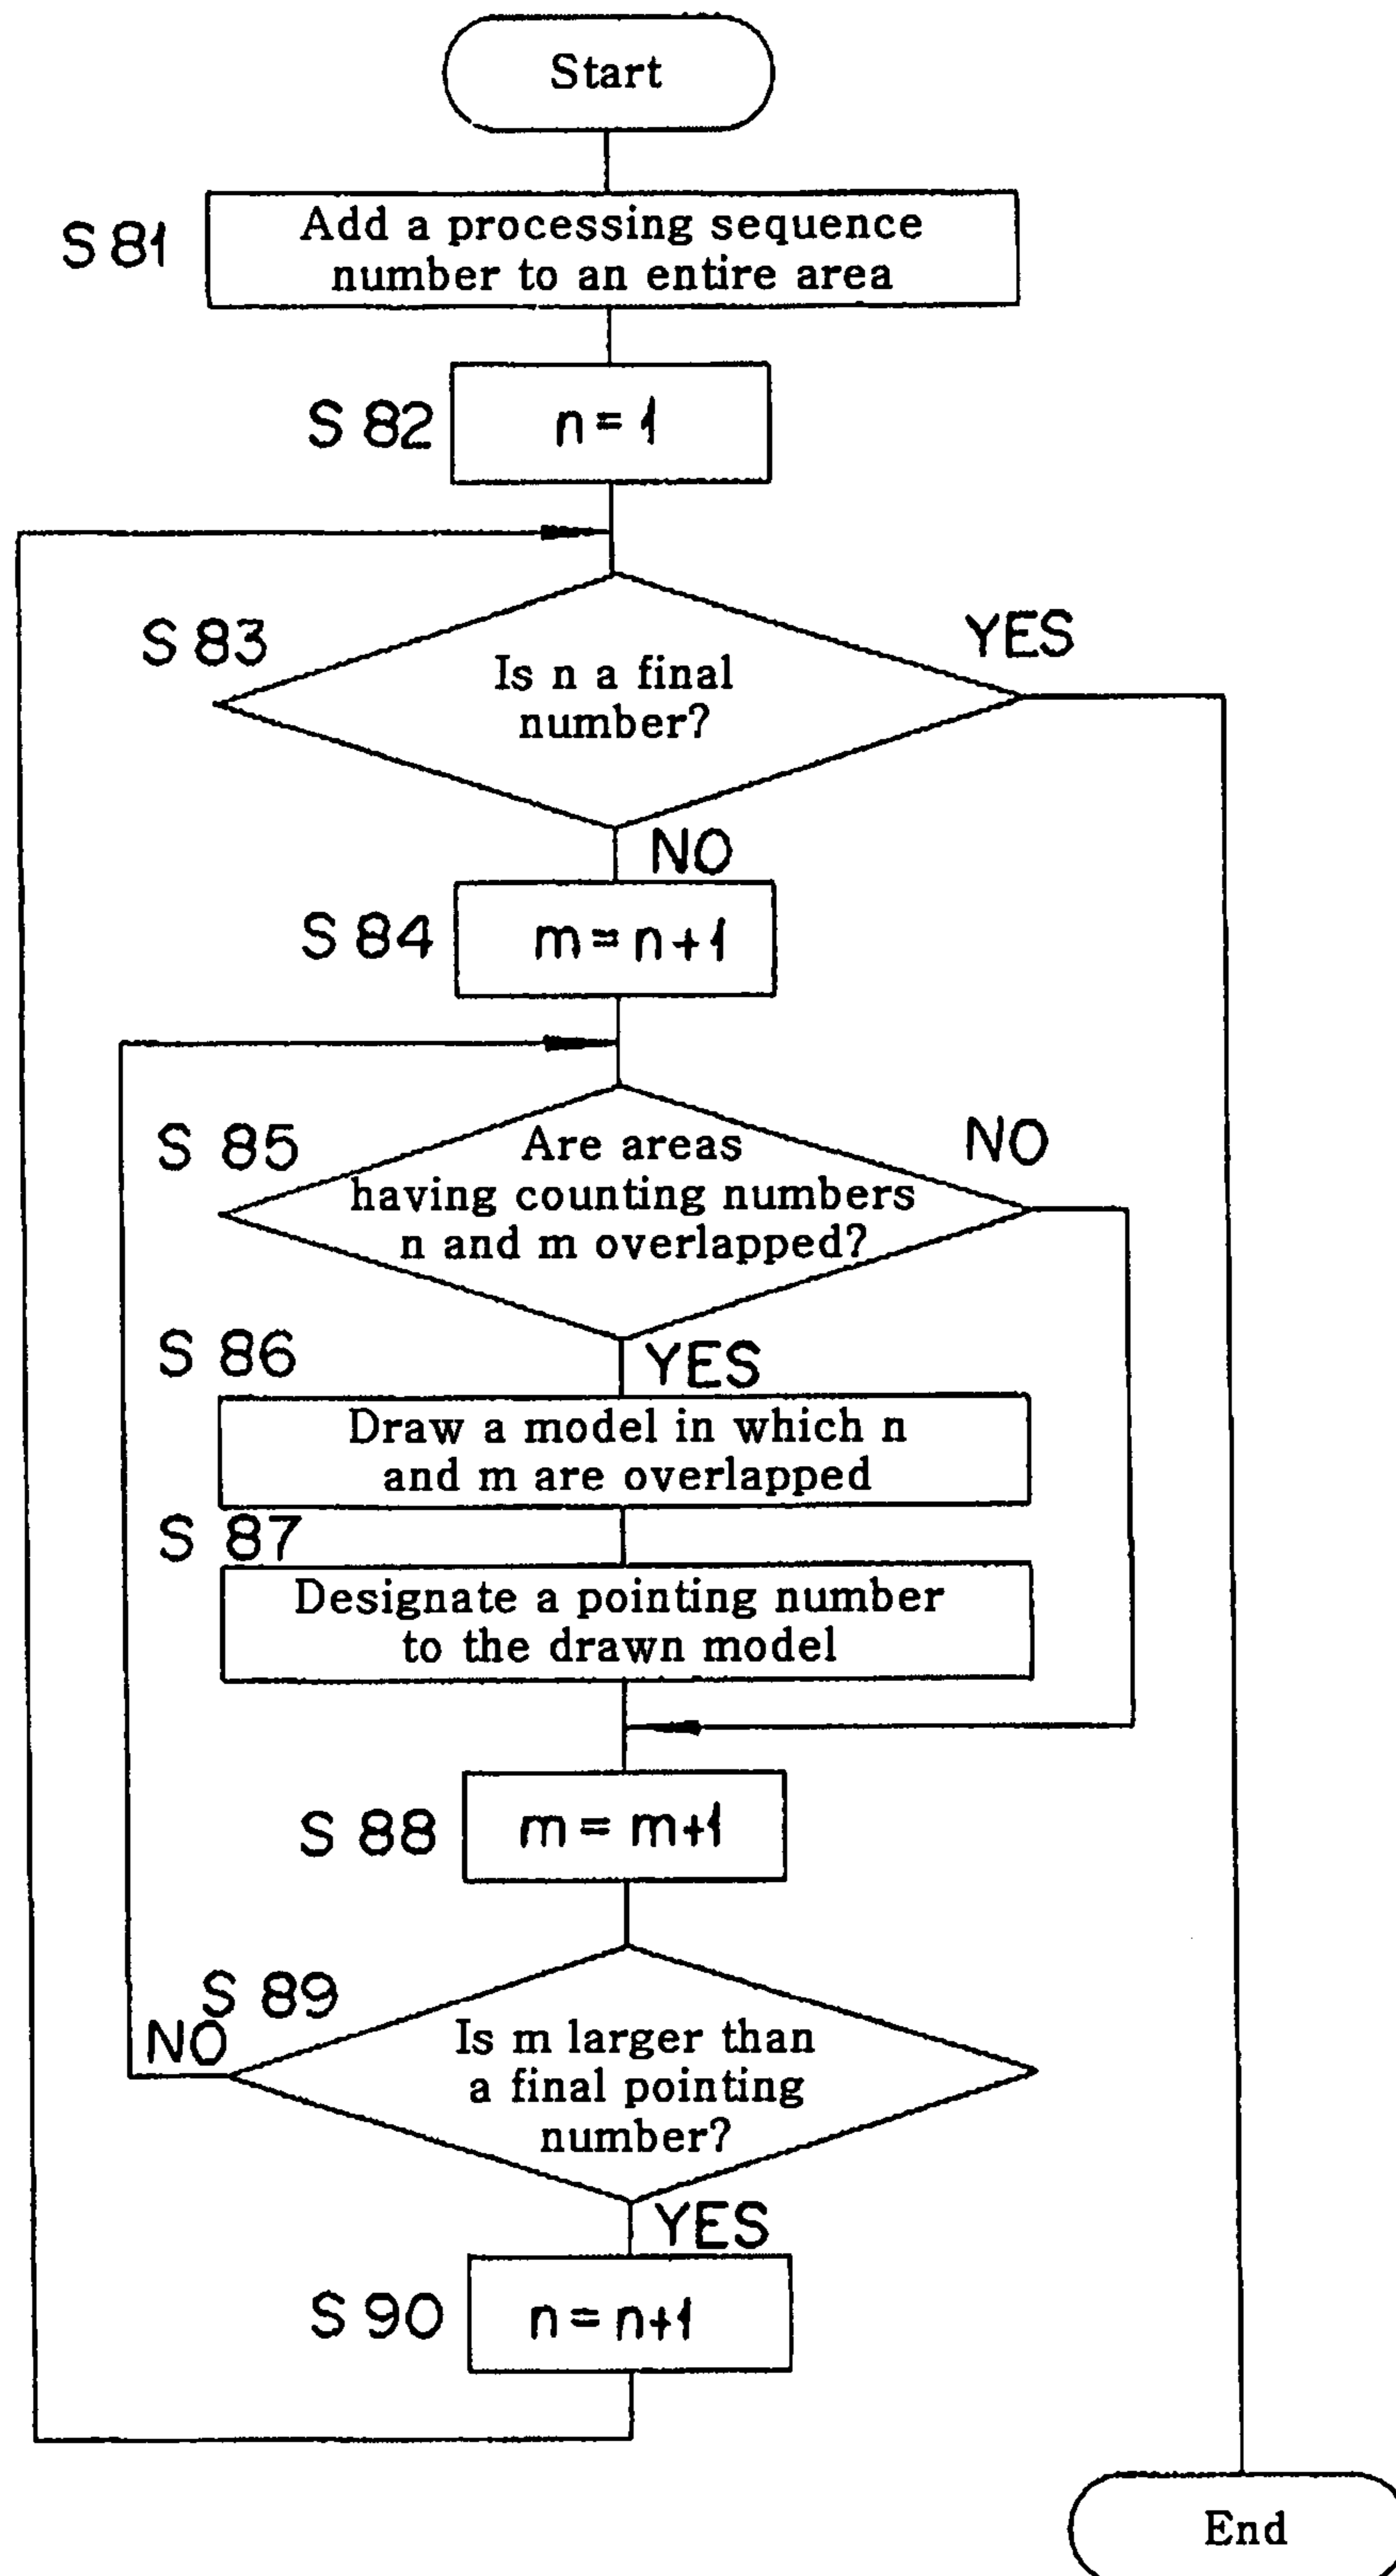 Start
S 81
Add a processing sequence
number to an entire area
S 82
n = 1
S 83
Is n a final
number?
YES
NO
S 84
m = n + 1
S 85
Are areas
having counting numbers
n and m overlapped?
NO
YES
S 86
Draw a model in which n
and m are overlapped
S 87
Designate a pointing number
to the drawn model
S 88
m = m+1
S 89
NO
Is m larger than
a final pointing
number?
YES
S 90
n = n+1
End